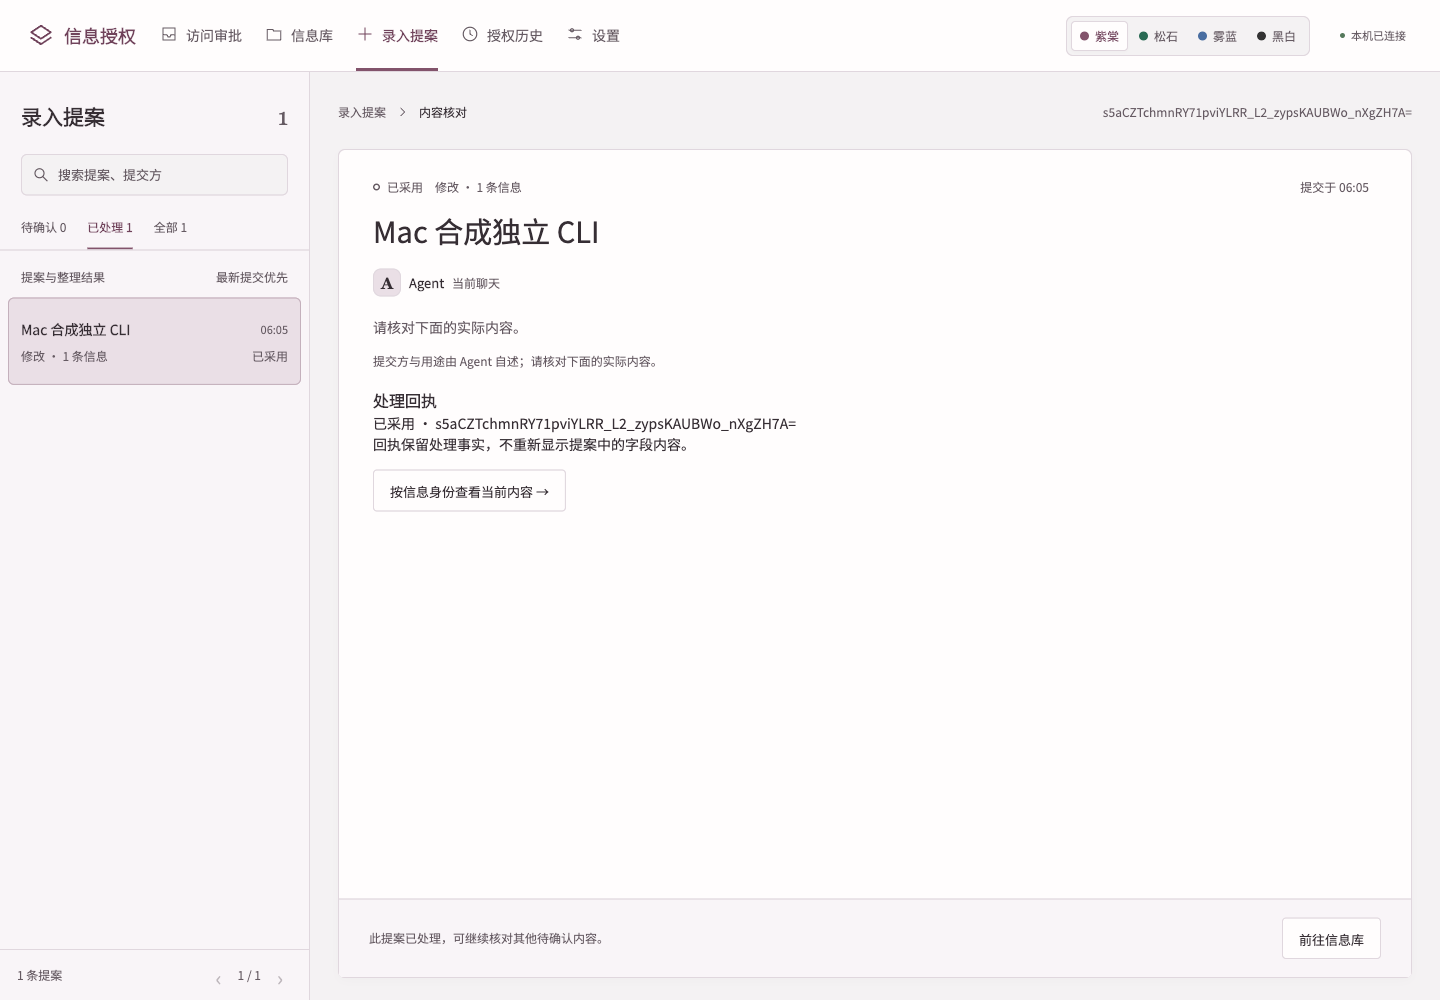 信息授权
访问审批
信息库
录入提案
授权历史
设置
紫棠
松石
雾蓝
黑白
本机已连接
录入提案 1
搜索提案、提交方
待确认 0
已处理 1
全部 1
提案与整理结果
最新提交优先
Mac 合成独立 CLI
06:05
修改 · 1 条信息
已采用
1 条提案
‹ 1 / 1 ›
录入提案 > 内容核对
s5aCZTchmnRY71pviYLRR_L2_zypsKAUBWo_nXgZH7A=
已采用 修改 · 1 条信息
提交于 06:05
Mac 合成独立 CLI
A Agent 当前聊天
请核对下面的实际内容。
提交方与用途由 Agent 自述；请核对下面的实际内容。
处理回执
已采用 · s5aCZTchmnRY71pviYLRR_L2_zypsKAUBWo_nXgZH7A=
回执保留处理事实，不重新显示提案中的字段内容。
按信息身份查看当前内容 →
此提案已处理，可继续核对其他待确认内容。
前往信息库